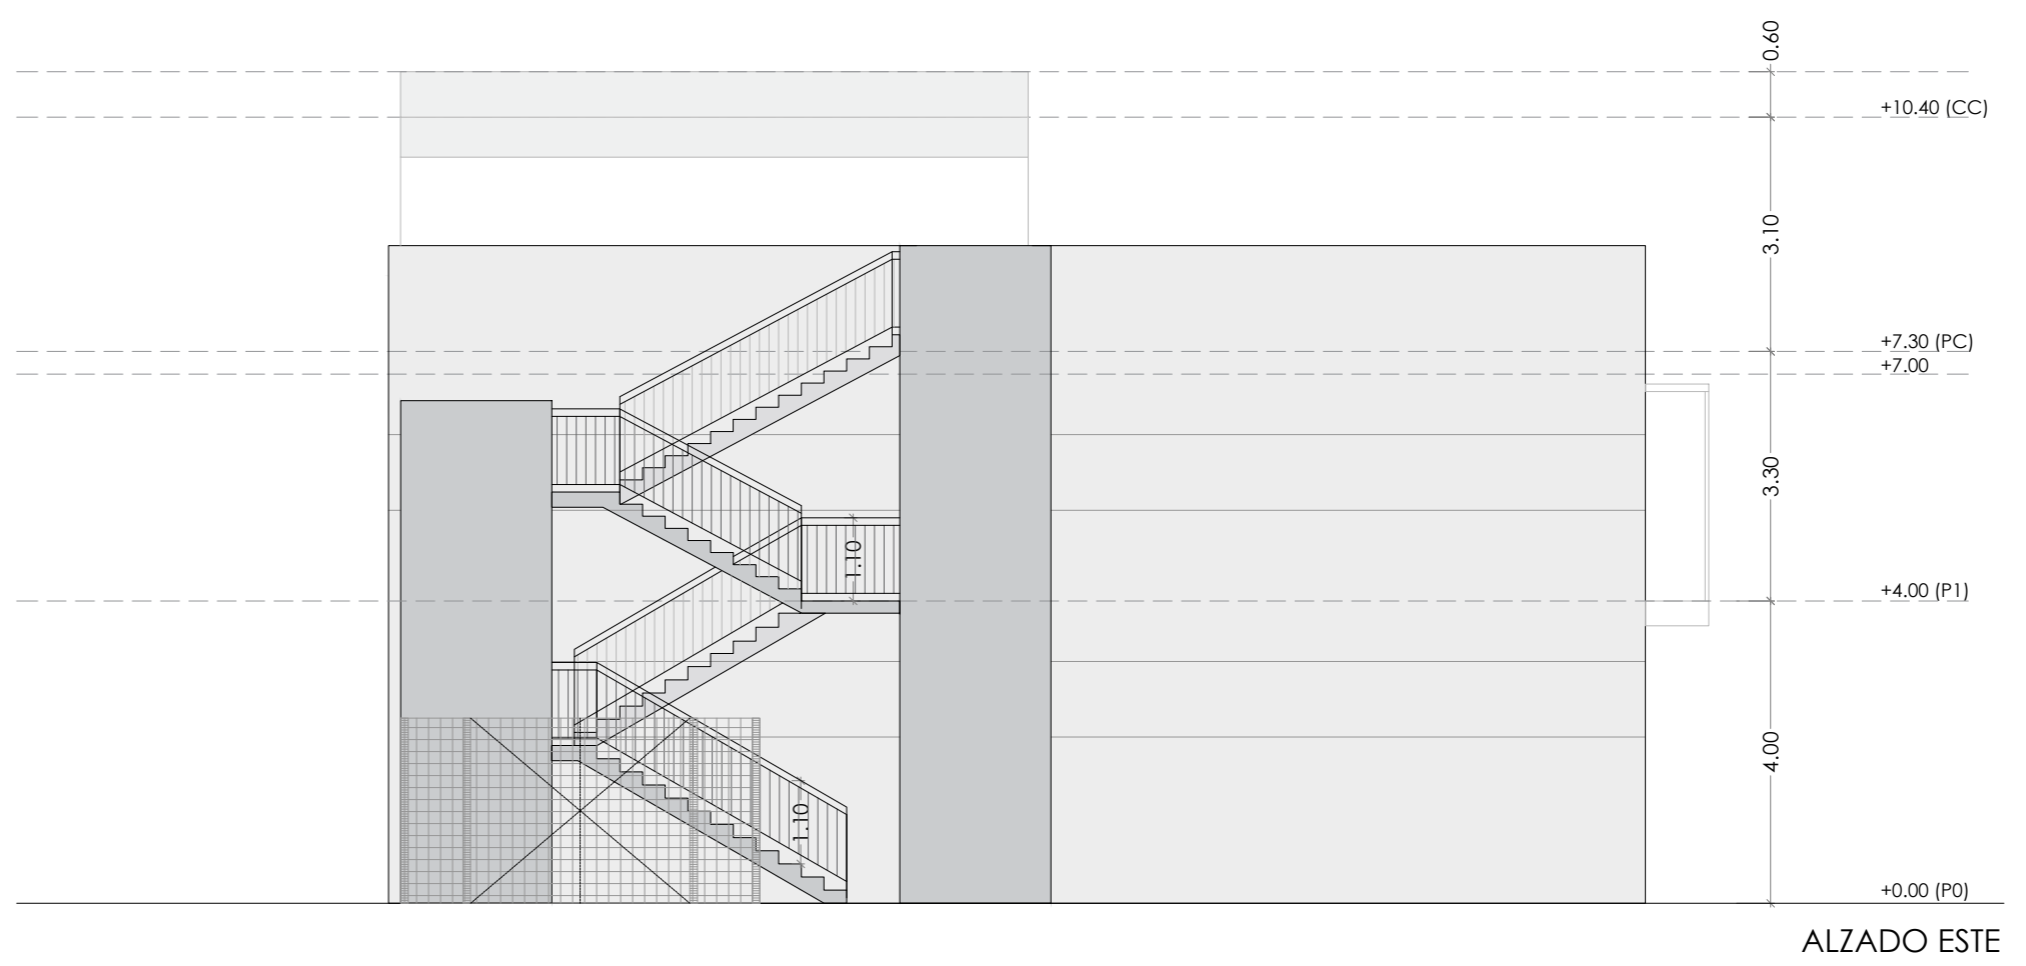 0.60
+10.40 (CC)
3.10
+7.30 (PC)
+7.00
3.30
1.10
+4.00 (P1)
4.00
1.10
+0.00 (P0)
ALZADO ESTE